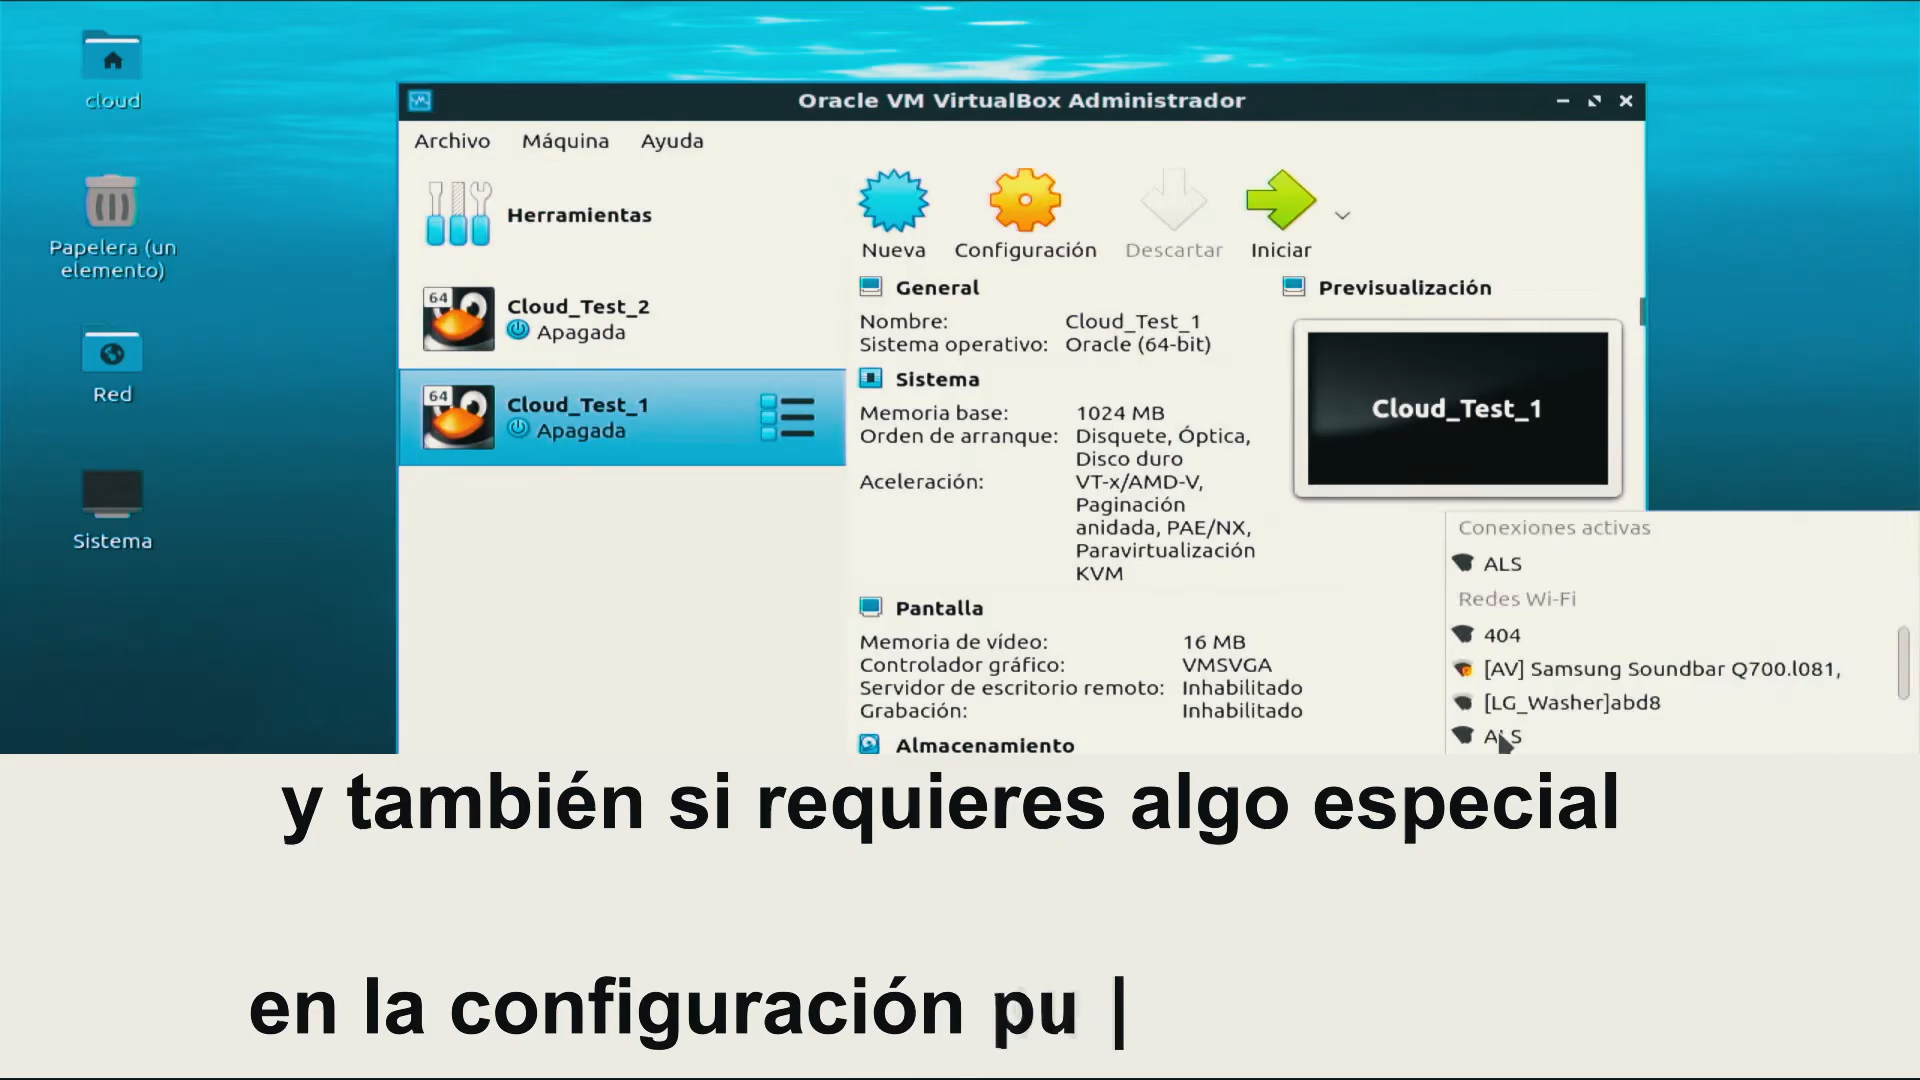 cloud
Papelera (un
elemento)
Red
Sistema
Oracle VM VirtualBox Administrador
Archivo Máquina Ayuda
Herramientas
Nueva Configuración Descartar Iniciar
64
Cloud_Test_2
Apagada
64
Cloud_Test_1
Apagada
General
Nombre: Cloud_Test_1
Sistema operativo: Oracle (64-bit)
Sistema
Memoria base: 1024 MB
Orden de arranque: Disquete, Óptica,
Disco duro
Aceleración: VT-x/AMD-V,
Paginación
anidada, PAE/NX,
Paravirtualización
KVM
Pantalla
Memoria de vídeo: 16 MB
Controlador gráfico: VMSVGA
Servidor de escritorio remoto: Inhabilitado
Grabación: Inhabilitado
Almacenamiento
Previsualización
Cloud_Test_1
Conexiones activas
ALS
Redes Wi-Fi
404
[AV] Samsung Soundbar Q700.l081,
[LG_Washer]abd8
ALS
y también si requieres algo especial
en la configuración pu |